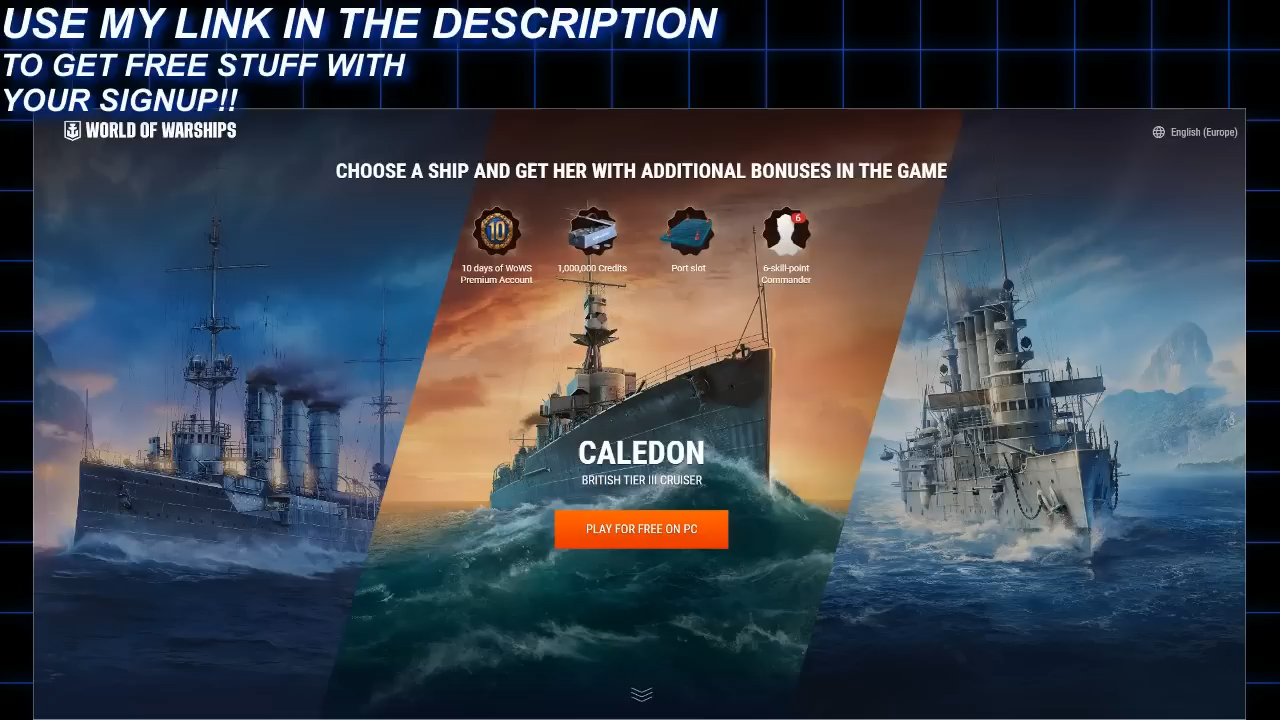 USE MY LINK IN THE DESCRIPTION
TO GET FREE STUFF WITH
YOUR SIGNUP!!
WORLD OF WARSHIPS
English (Europe)
CHOOSE A SHIP AND GET HER WITH ADDITIONAL BONUSES IN THE GAME
10
6
10 days of WoWS
Premium Account
1,000,000 Credits
Port slot
6-skill-point
Commander
CALEDON
BRITISH TIER III CRUISER
PLAY FOR FREE ON PC